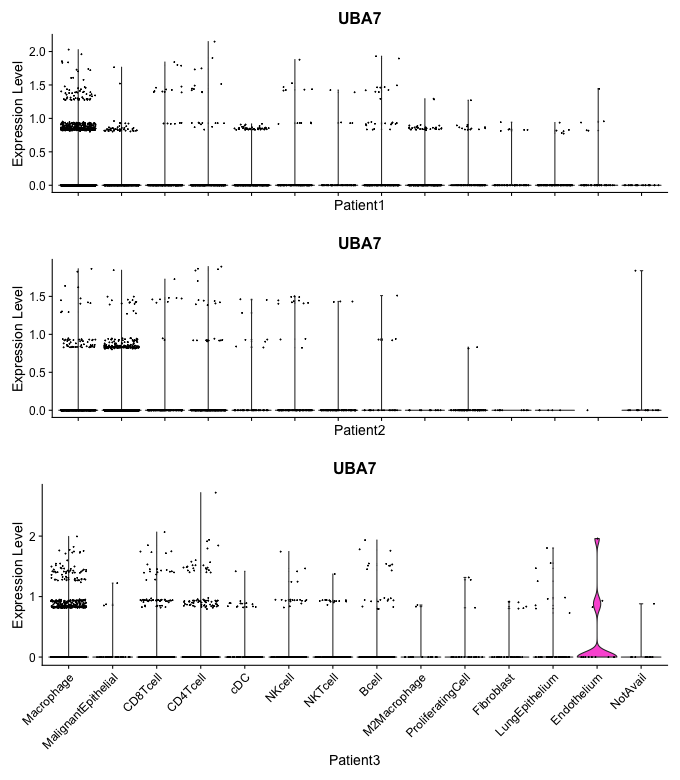 UBA7
Expression Level
2.0
1.5
1.0
0.5
0.0
Patient1
UBA7
Expression Level
1.5
1.0
0.5
0.0
Patient2
UBA7
Expression Level
2
1
0
Macrophage
MalignantEpithelial
CD8Tcell
CD4Tcell
cDC
NKcell
NKTcell
Bcell
M2Macrophage
ProliferatingCell
Fibroblast
LungEpithelium
Endothelium
NotAvail
Patient3